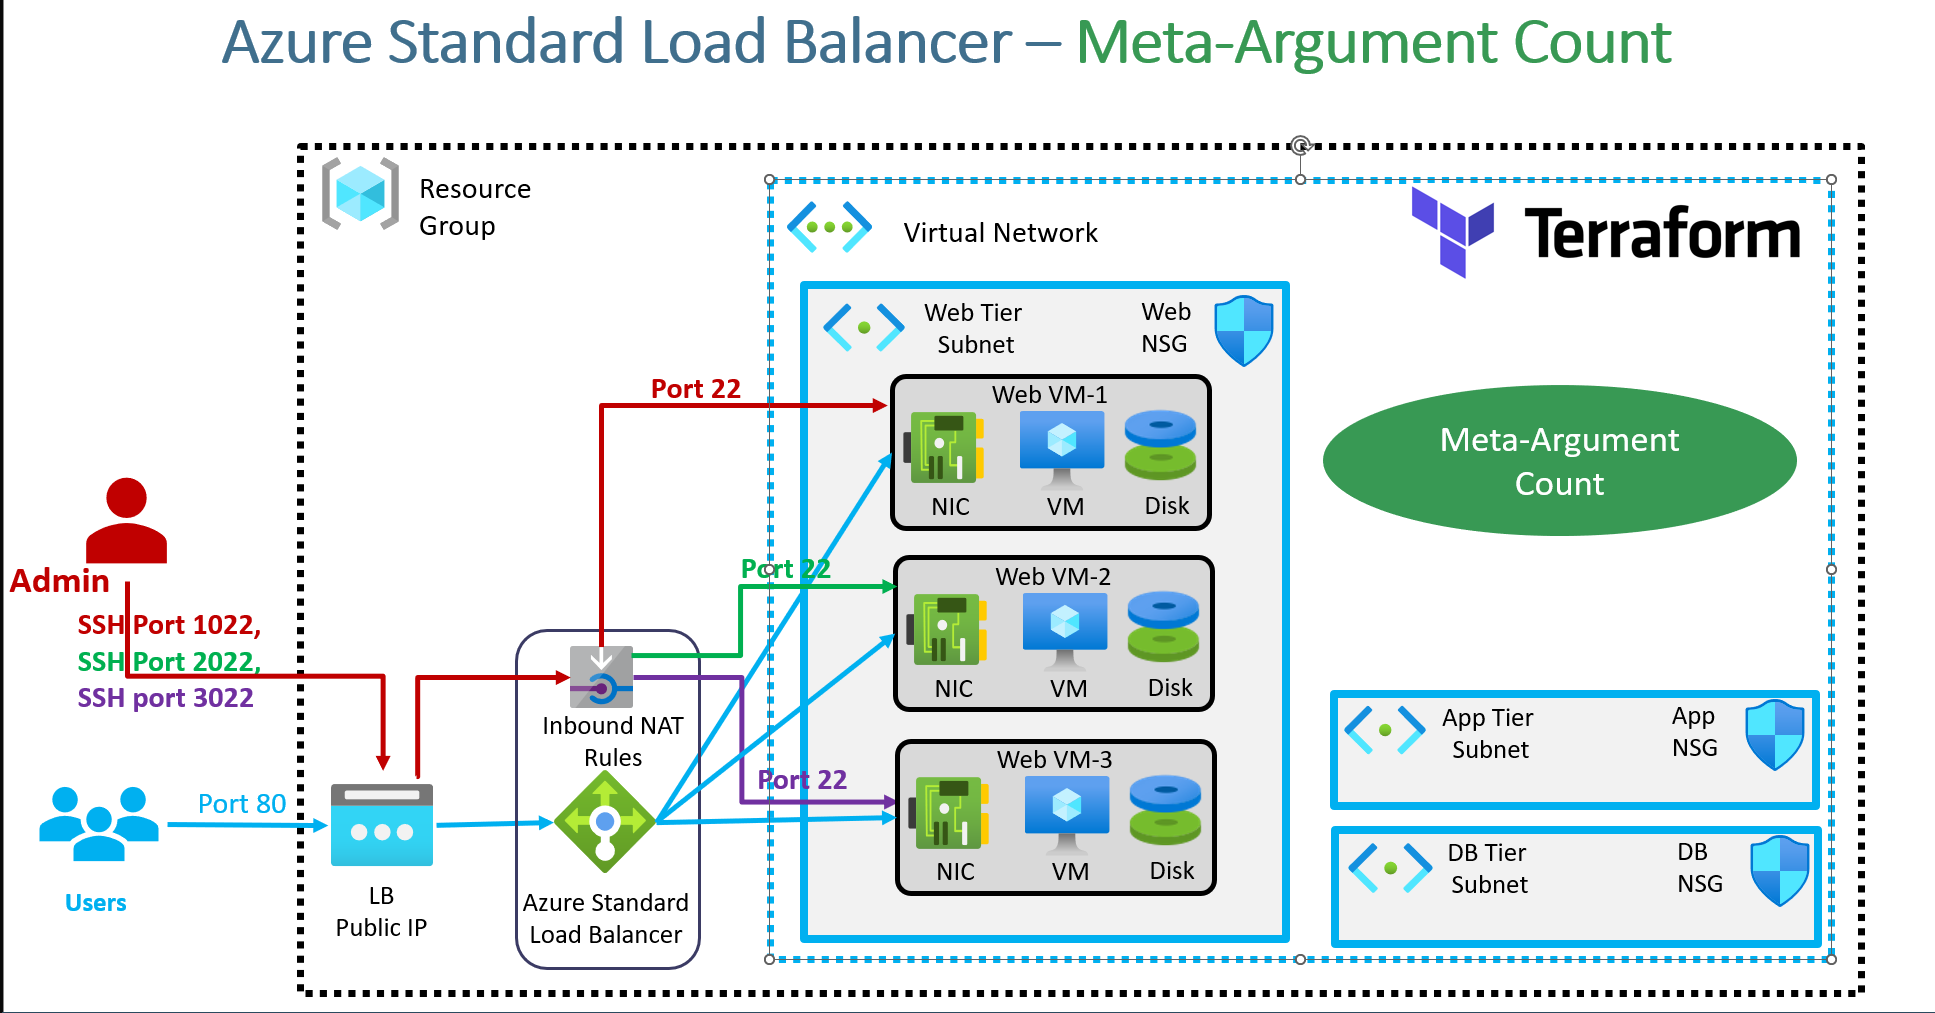 Azure Standard Load Balancer – Meta-Argument Count
Resource
Group
Virtual Network
Terraform
Web Tier
Subnet
Web
NSG
Port 22
Web VM-1
NIC
VM
Disk
Meta-Argument
Count
Admin
SSH Port 1022,
SSH Port 2022,
SSH port 3022
Port 22
Web VM-2
NIC
VM
Disk
Inbound NAT
Rules
Port 22
Web VM-3
NIC
VM
Disk
App Tier
Subnet
App
NSG
DB Tier
Subnet
DB
NSG
Port 80
Users
LB
Public IP
Azure Standard
Load Balancer